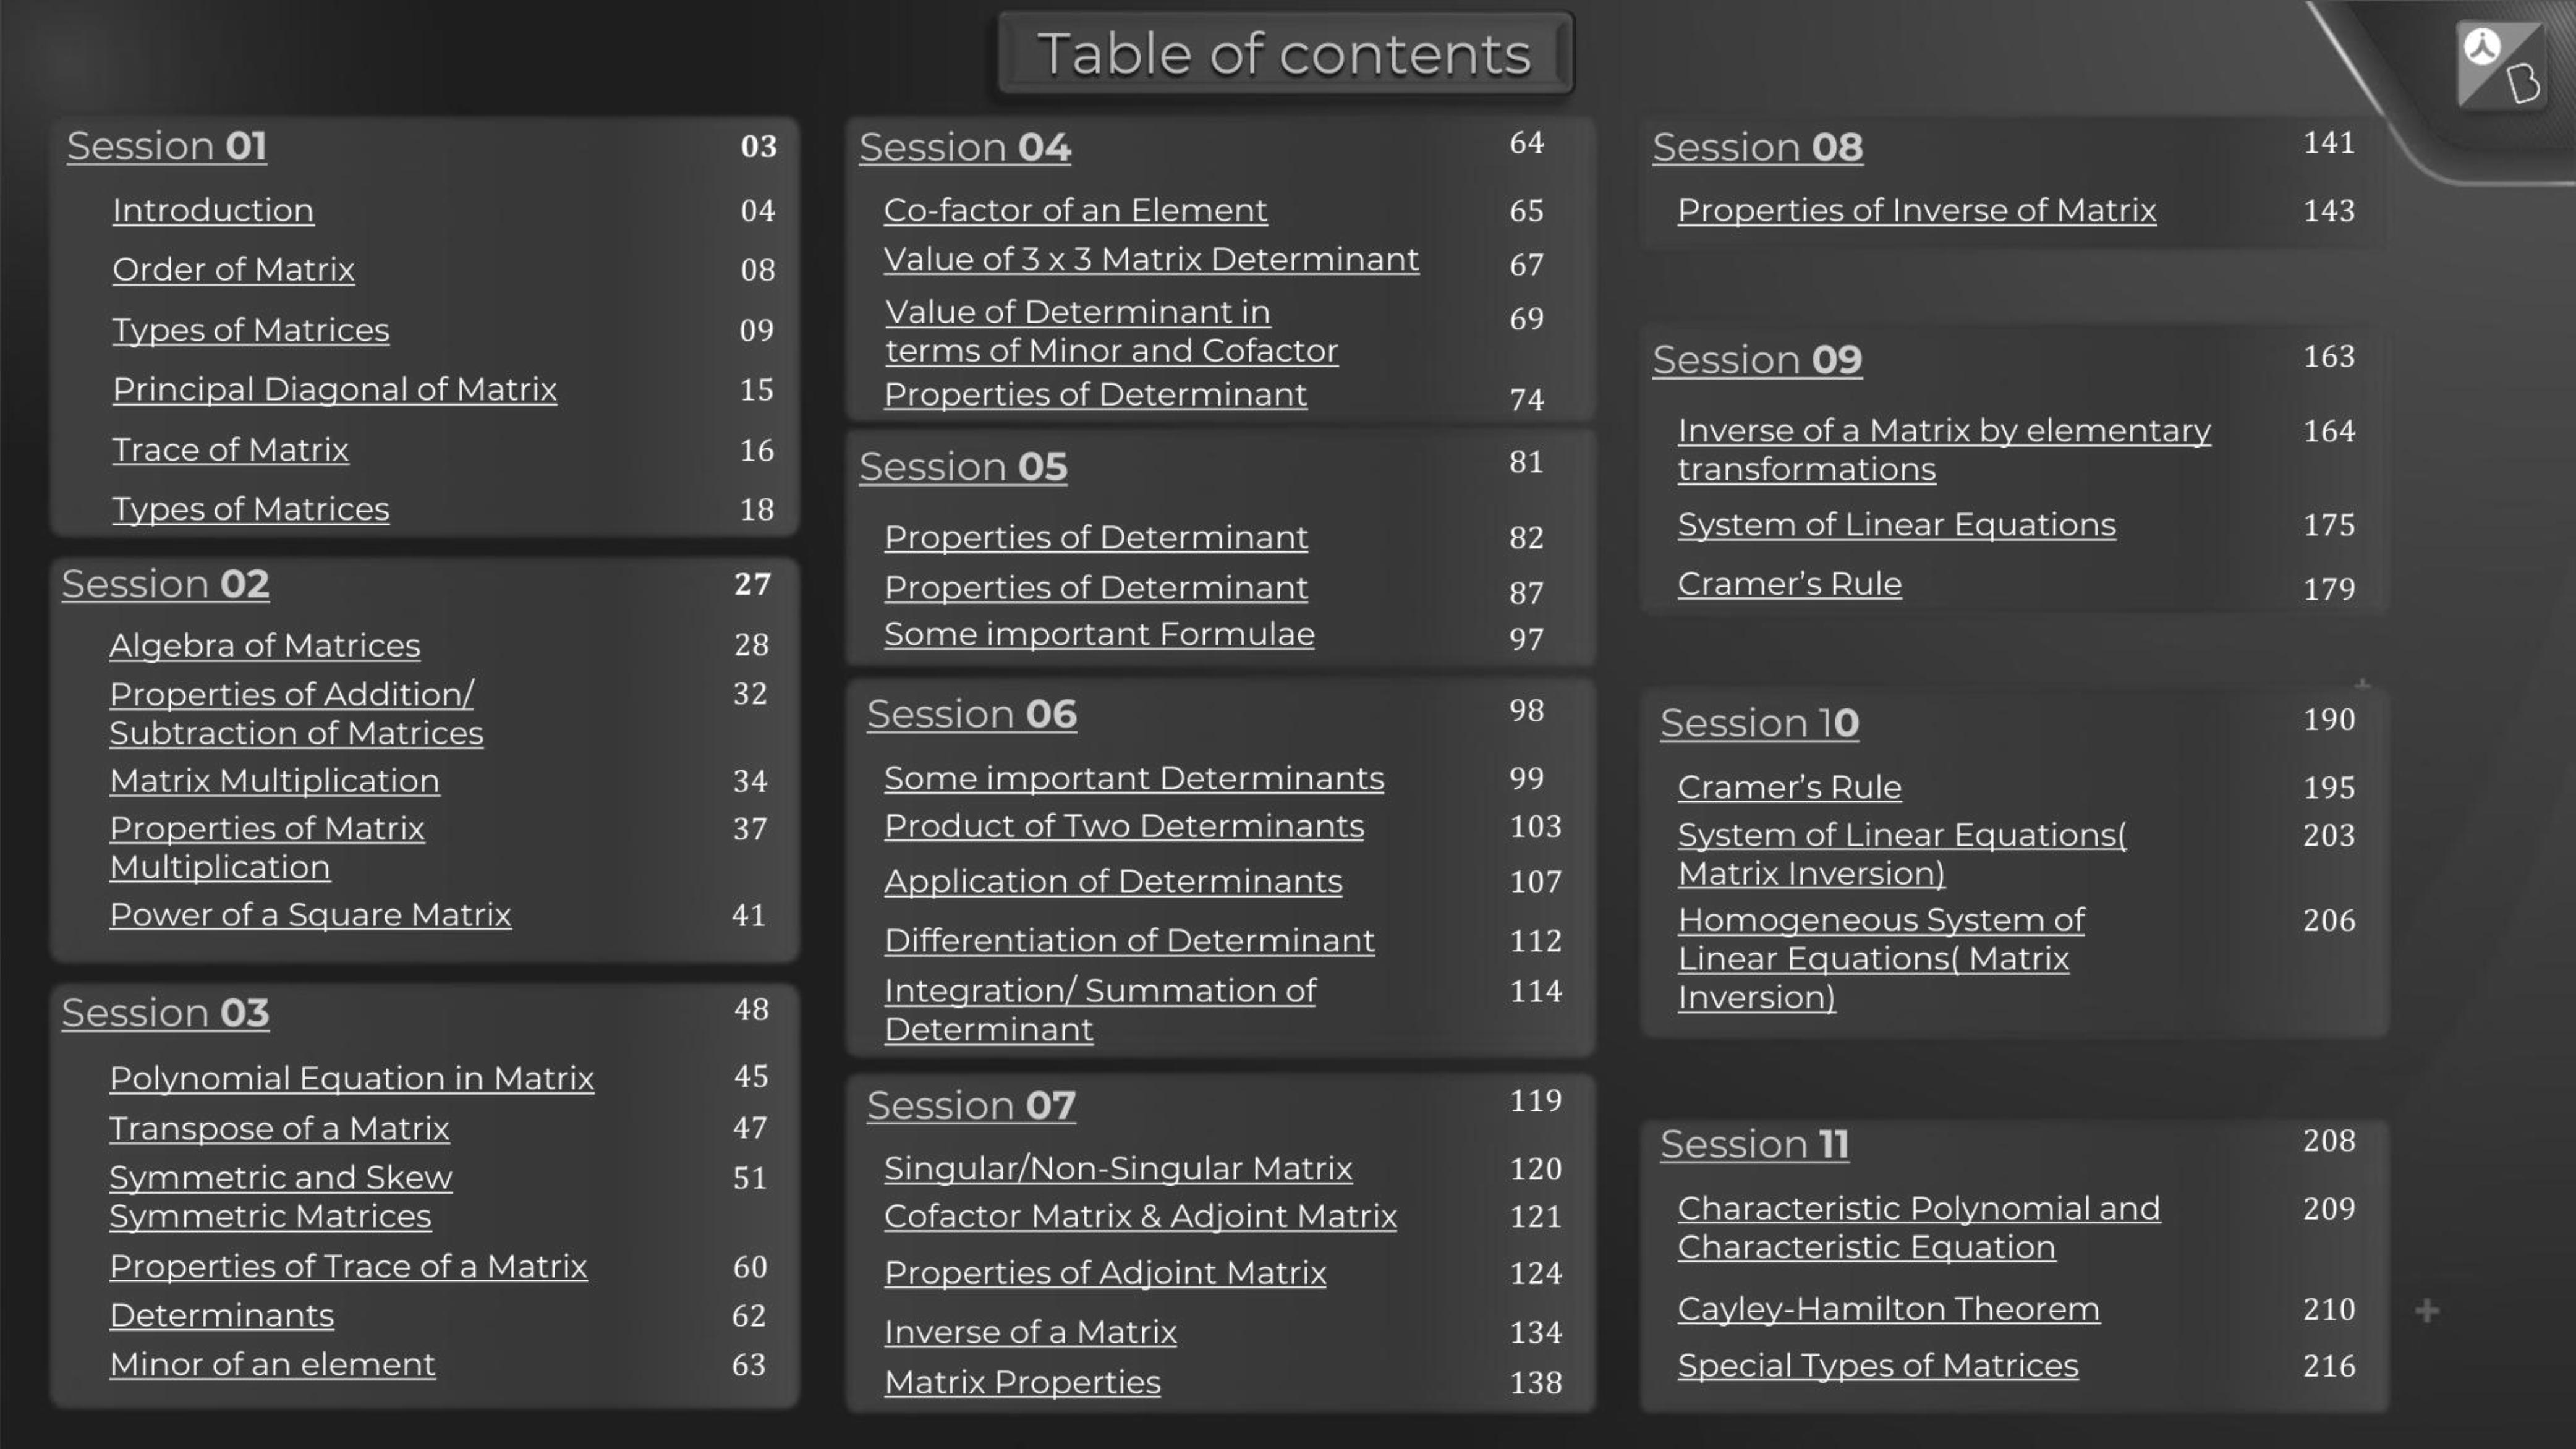 Table of contents
Session 01 03
Introduction 04
Order of Matrix 08
Types of Matrices 09
Principal Diagonal of Matrix 15
Trace of Matrix 16
Types of Matrices 18
Session 02 27
Algebra of Matrices 28
Properties of Addition/ 32
Subtraction of Matrices
Matrix Multiplication 34
Properties of Matrix 37
Multiplication
Power of a Square Matrix 41
Session 03 48
Polynomial Equation in Matrix 45
Transpose of a Matrix 47
Symmetric and Skew 51
Symmetric Matrices
Properties of Trace of a Matrix 60
Determinants 62
Minor of an element 63
Session 04 64
Co-factor of an Element 65
Value of 3 x 3 Matrix Determinant 67
Value of Determinant in 69
terms of Minor and Cofactor
Properties of Determinant 74
Session 05 81
Properties of Determinant 82
Properties of Determinant 87
Some important Formulae 97
Session 06 98
Some important Determinants 99
Product of Two Determinants 103
Application of Determinants 107
Differentiation of Determinant 112
Integration/ Summation of 114
Determinant
Session 07 119
Singular/Non-Singular Matrix 120
Cofactor Matrix & Adjoint Matrix 121
Properties of Adjoint Matrix 124
Inverse of a Matrix 134
Matrix Properties 138
Session 08 141
Properties of Inverse of Matrix 143
Session 09 163
Inverse of a Matrix by elementary 164
transformations
System of Linear Equations 175
Cramer's Rule 179
Session 10 190
Cramer's Rule 195
System of Linear Equations( 203
Matrix Inversion)
Homogeneous System of 206
Linear Equations( Matrix
Inversion)
Session 11 208
Characteristic Polynomial and 209
Characteristic Equation
Cayley-Hamilton Theorem 210
Special Types of Matrices 216
B